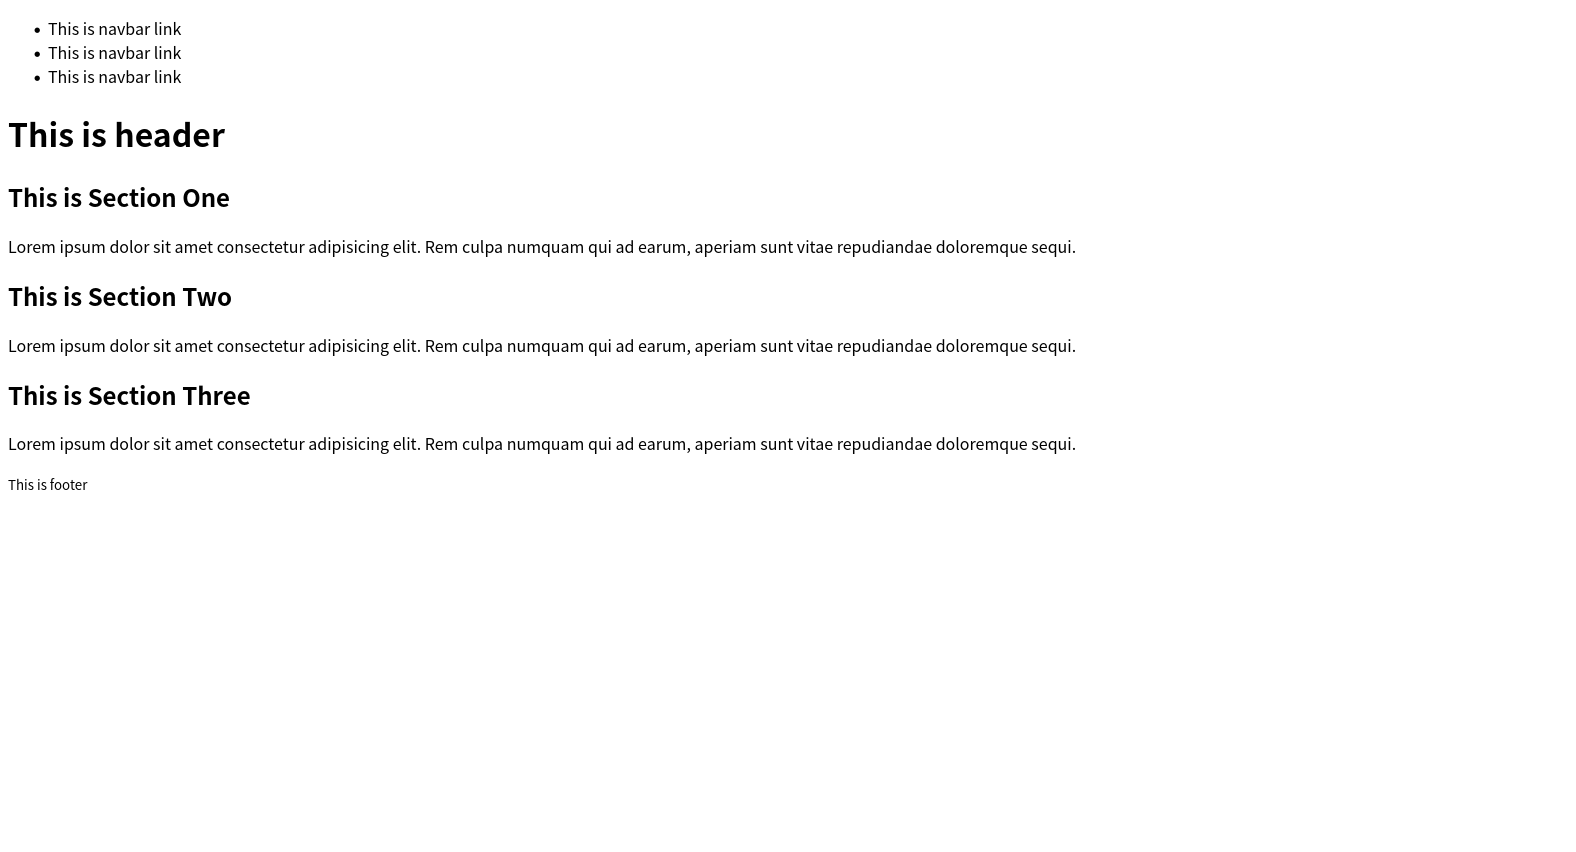 This is navbar link
This is navbar link
This is navbar link
This is header
This is Section One
Lorem ipsum dolor sit amet consectetur adipisicing elit. Rem culpa numquam qui ad earum, aperiam sunt vitae repudiandae doloremque sequi.
This is Section Two
Lorem ipsum dolor sit amet consectetur adipisicing elit. Rem culpa numquam qui ad earum, aperiam sunt vitae repudiandae doloremque sequi.
This is Section Three
Lorem ipsum dolor sit amet consectetur adipisicing elit. Rem culpa numquam qui ad earum, aperiam sunt vitae repudiandae doloremque sequi.
This is footer